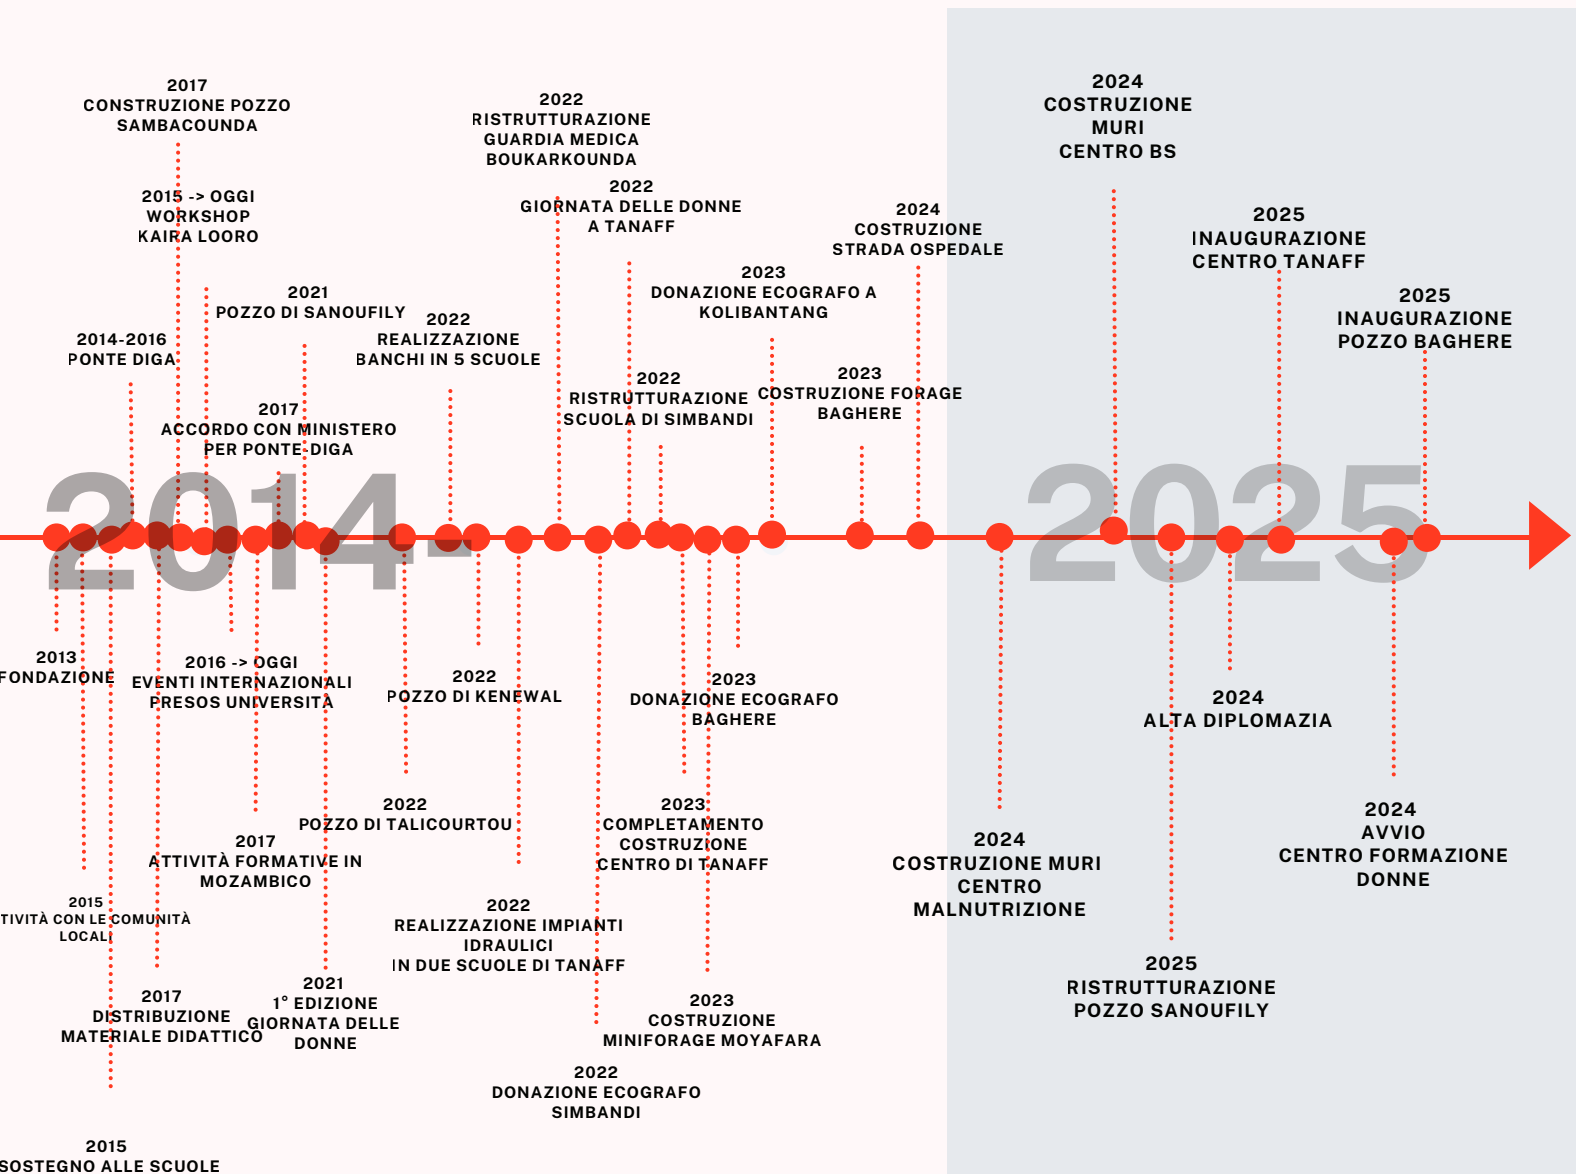 2017
CONSTRUZIONE POZZO
SAMBACOUNDA
2015 -> OGGI
WORKSHOP
KAIRA LOORO
2014-2016
PONTE DIGA
2021
POZZO DI SANOUFILY
2017
ACCORDO CON MINISTERO
PER PONTE-DIGA
2022
REALIZZAZIONE
BANCHI IN 5 SCUOLE
2022
RISTRUTTURAZIONE
GUARDIA MEDICA
BOUKARKOUNDA
2022
GIORNATA DELLE DONNE
A TANAFF
2022
RISTRUTTURAZIONE
SCUOLA DI SIMBANDI
2023
DONAZIONE ECOGRAFO A
KOLIBANTANG
2023
COSTRUZIONE FORAGE
BAGHERE
2024
COSTRUZIONE
STRADA OSPEDALE
2024
COSTRUZIONE
MURI
CENTRO BS
2025
INAUGURAZIONE
CENTRO TANAFF
2025
INAUGURAZIONE
POZZO BAGHERE
2014-
2025
2013
FONDAZIONE
2016 -> OGGI
EVENTI INTERNAZIONALI
PRESOS UNIVERSITÀ
2017
ATTIVITÀ FORMATIVE IN
MOZAMBICO
2015
TIVITÀ CON LE COMUNITÀ
LOCALI
2017
DISTRIBUZIONE
MATERIALE DIDATTICO
2015
SOSTEGNO ALLE SCUOLE
2021
1° EDIZIONE
GIORNATA DELLE
DONNE
2022
POZZO DI TALICOURTOU
2022
POZZO DI KENEWAL
2022
REALIZZAZIONE IMPIANTI
IDRAULICI
IN DUE SCUOLE DI TANAFF
2022
DONAZIONE ECOGRAFO
SIMBANDI
2023
COMPLETAMENTO
COSTRUZIONE
CENTRO DI TANAFF
2023
DONAZIONE ECOGRAFO
BAGHERE
2023
COSTRUZIONE
MINIFORAGE MOYAFARA
2024
COSTRUZIONE MURI
CENTRO
MALNUTRIZIONE
2025
RISTRUTTURAZIONE
POZZO SANOUFILY
2024
ALTA DIPLOMAZIA
2024
AVVIO
CENTRO FORMAZIONE
DONNE